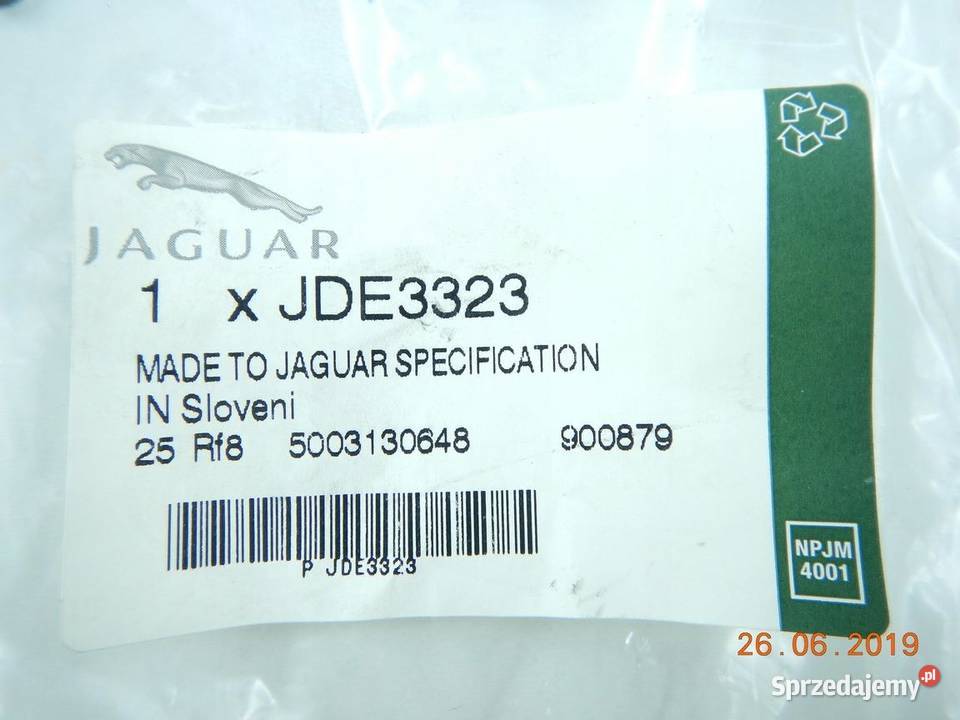 JAGUAR
1 x JDE3323
MADE TO JAGUAR SPECIFICATION
IN Sloveni
25 Rf8 5003130648 900879
P JDE3323
NPJM
4001
26.06.2019
Sprzedajemy.pl